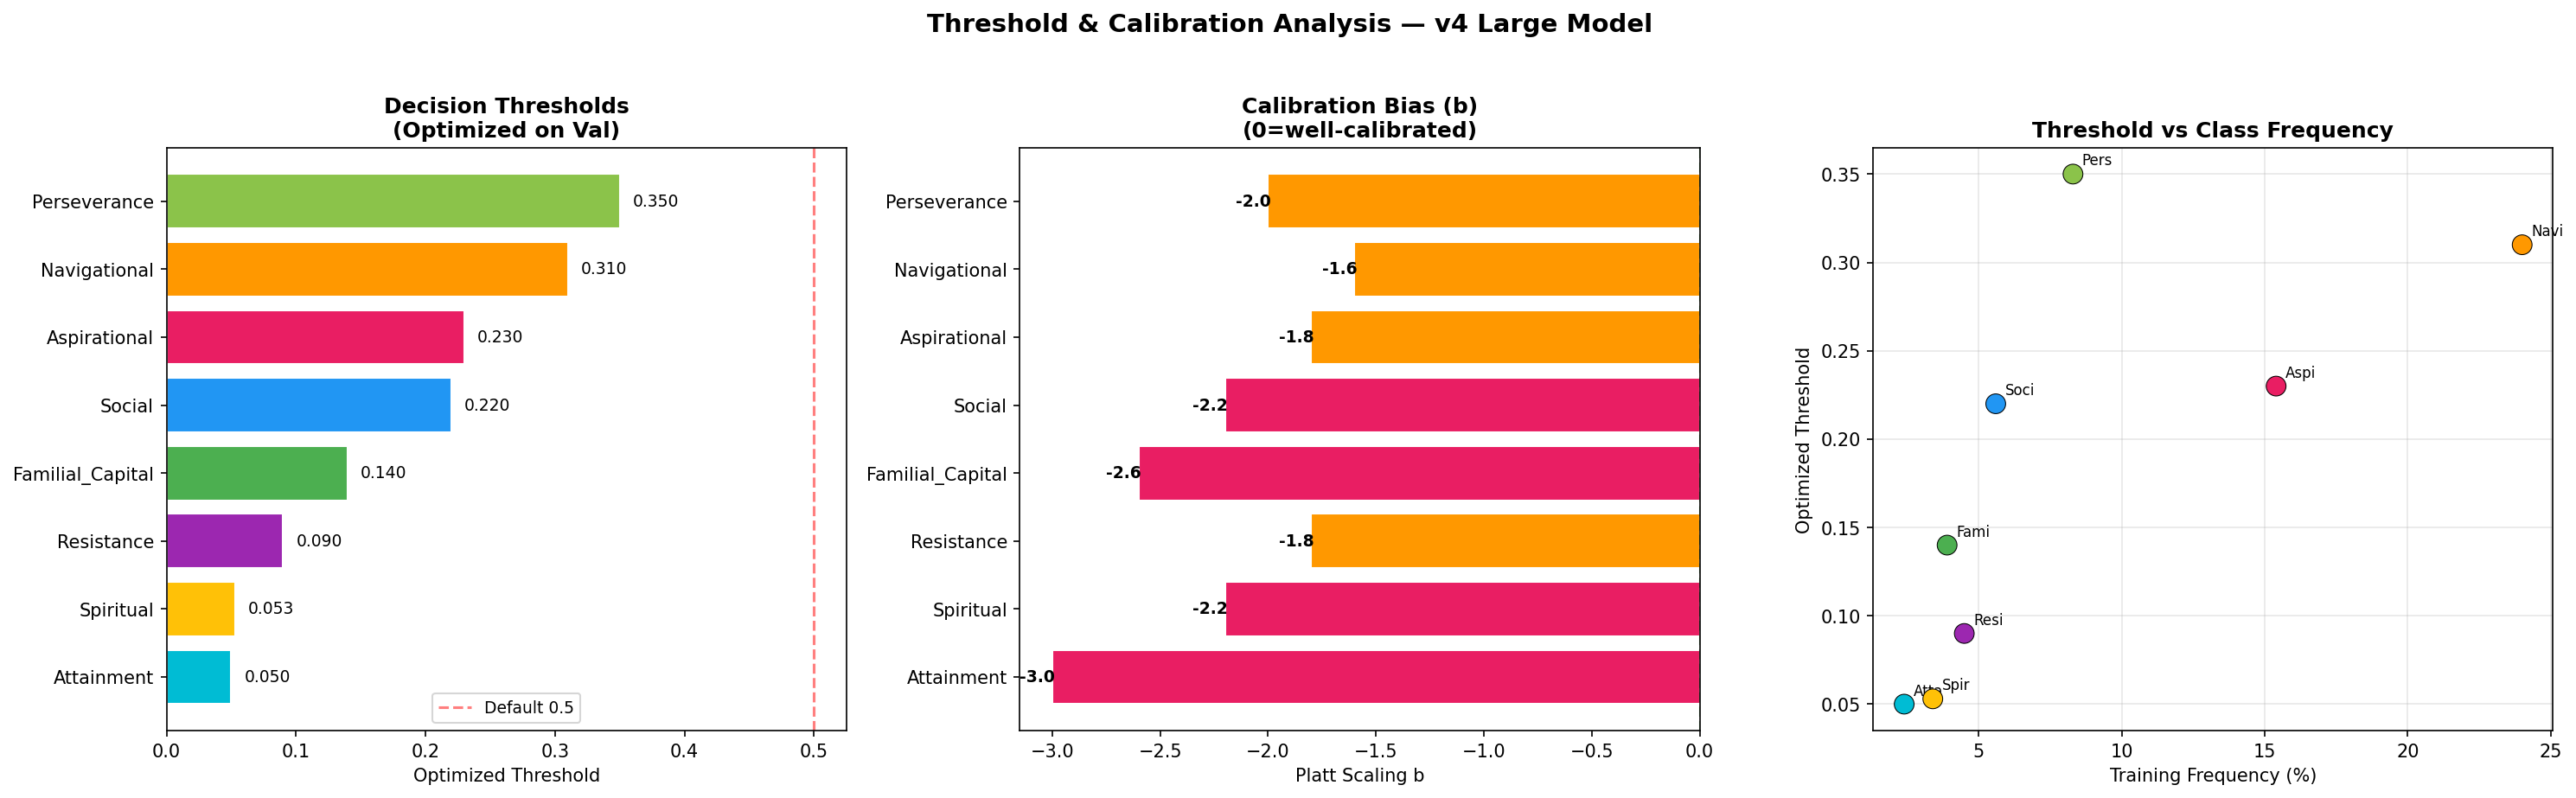 Threshold & Calibration Analysis — v4 Large Model
Decision Thresholds
(Optimized on Val)
Perseverance
0.350
Navigational
0.310
Aspirational
0.230
Social
0.220
Familial_Capital
0.140
Resistance
0.090
Spiritual
0.053
Attainment
0.050
Default 0.5
0.0 0.1 0.2 0.3 0.4 0.5
Optimized Threshold
Calibration Bias (b)
(0=well-calibrated)
Perseverance
-2.0
Navigational
-1.6
Aspirational
-1.8
Social
-2.2
Familial_Capital
-2.6
Resistance
-1.8
Spiritual
-2.2
Attainment
-3.0
−3.0 −2.5 −2.0 −1.5 −1.0 −0.5 0.0
Platt Scaling b
Threshold vs Class Frequency
Optimized Threshold
0.35
0.30
0.25
0.20
0.15
0.10
0.05
Pers
Navi
Aspi
Soci
Fami
Resi
Spir
5 10 15 20 25
Training Frequency (%)